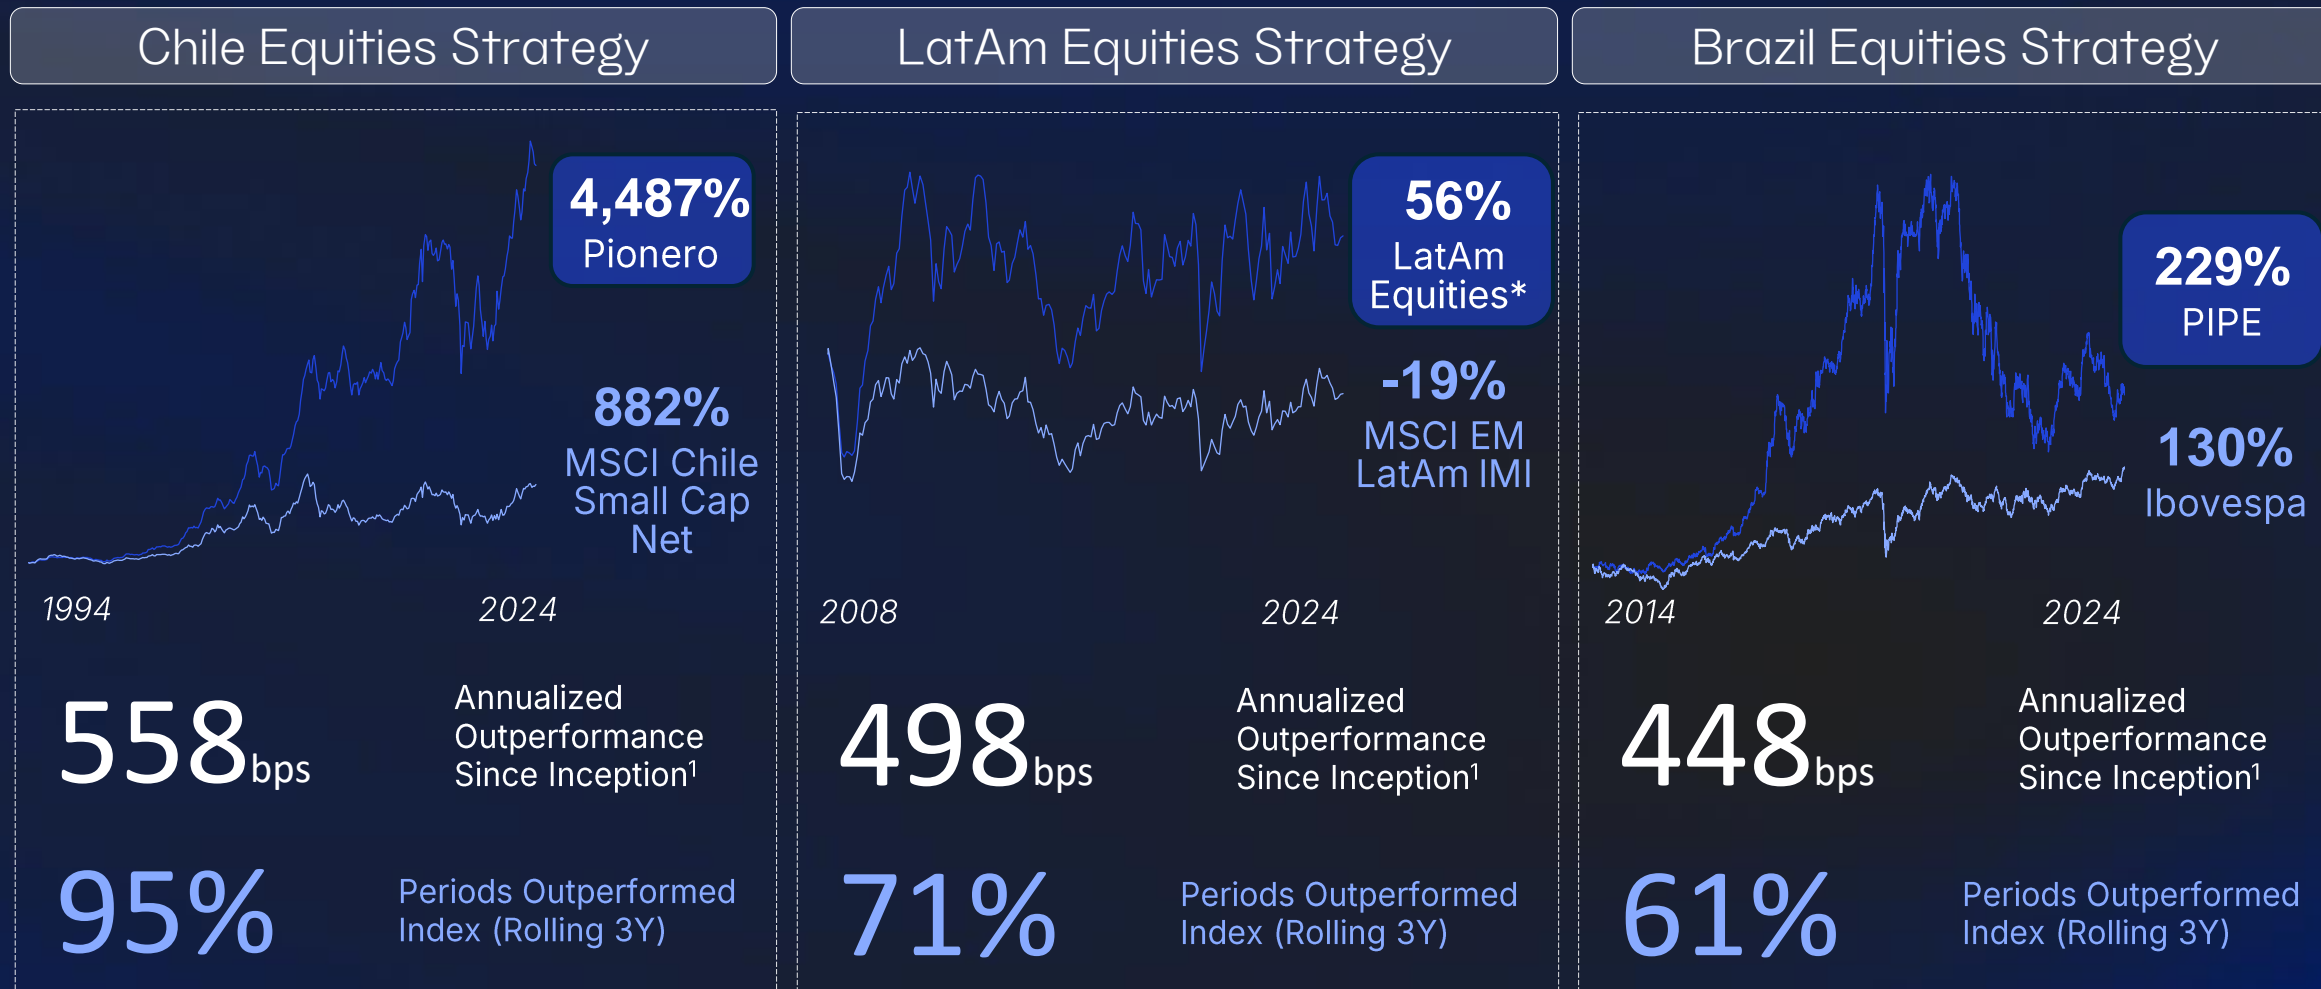 Chile Equities Strategy
4,487%
Pionero
882%
MSCI Chile
Small Cap
Net
1994
2024
558bps
Annualized
Outperformance
Since Inception¹
95%
Periods Outperformed
Index (Rolling 3Y)
LatAm Equities Strategy
56%
LatAm
Equities*
-19%
MSCI EM
LatAm IMI
2008
2024
498bps
Annualized
Outperformance
Since Inception¹
71%
Periods Outperformed
Index (Rolling 3Y)
Brazil Equities Strategy
229%
PIPE
130%
Ibovespa
2014
2024
448bps
Annualized
Outperformance
Since Inception¹
61%
Periods Outperformed
Index (Rolling 3Y)